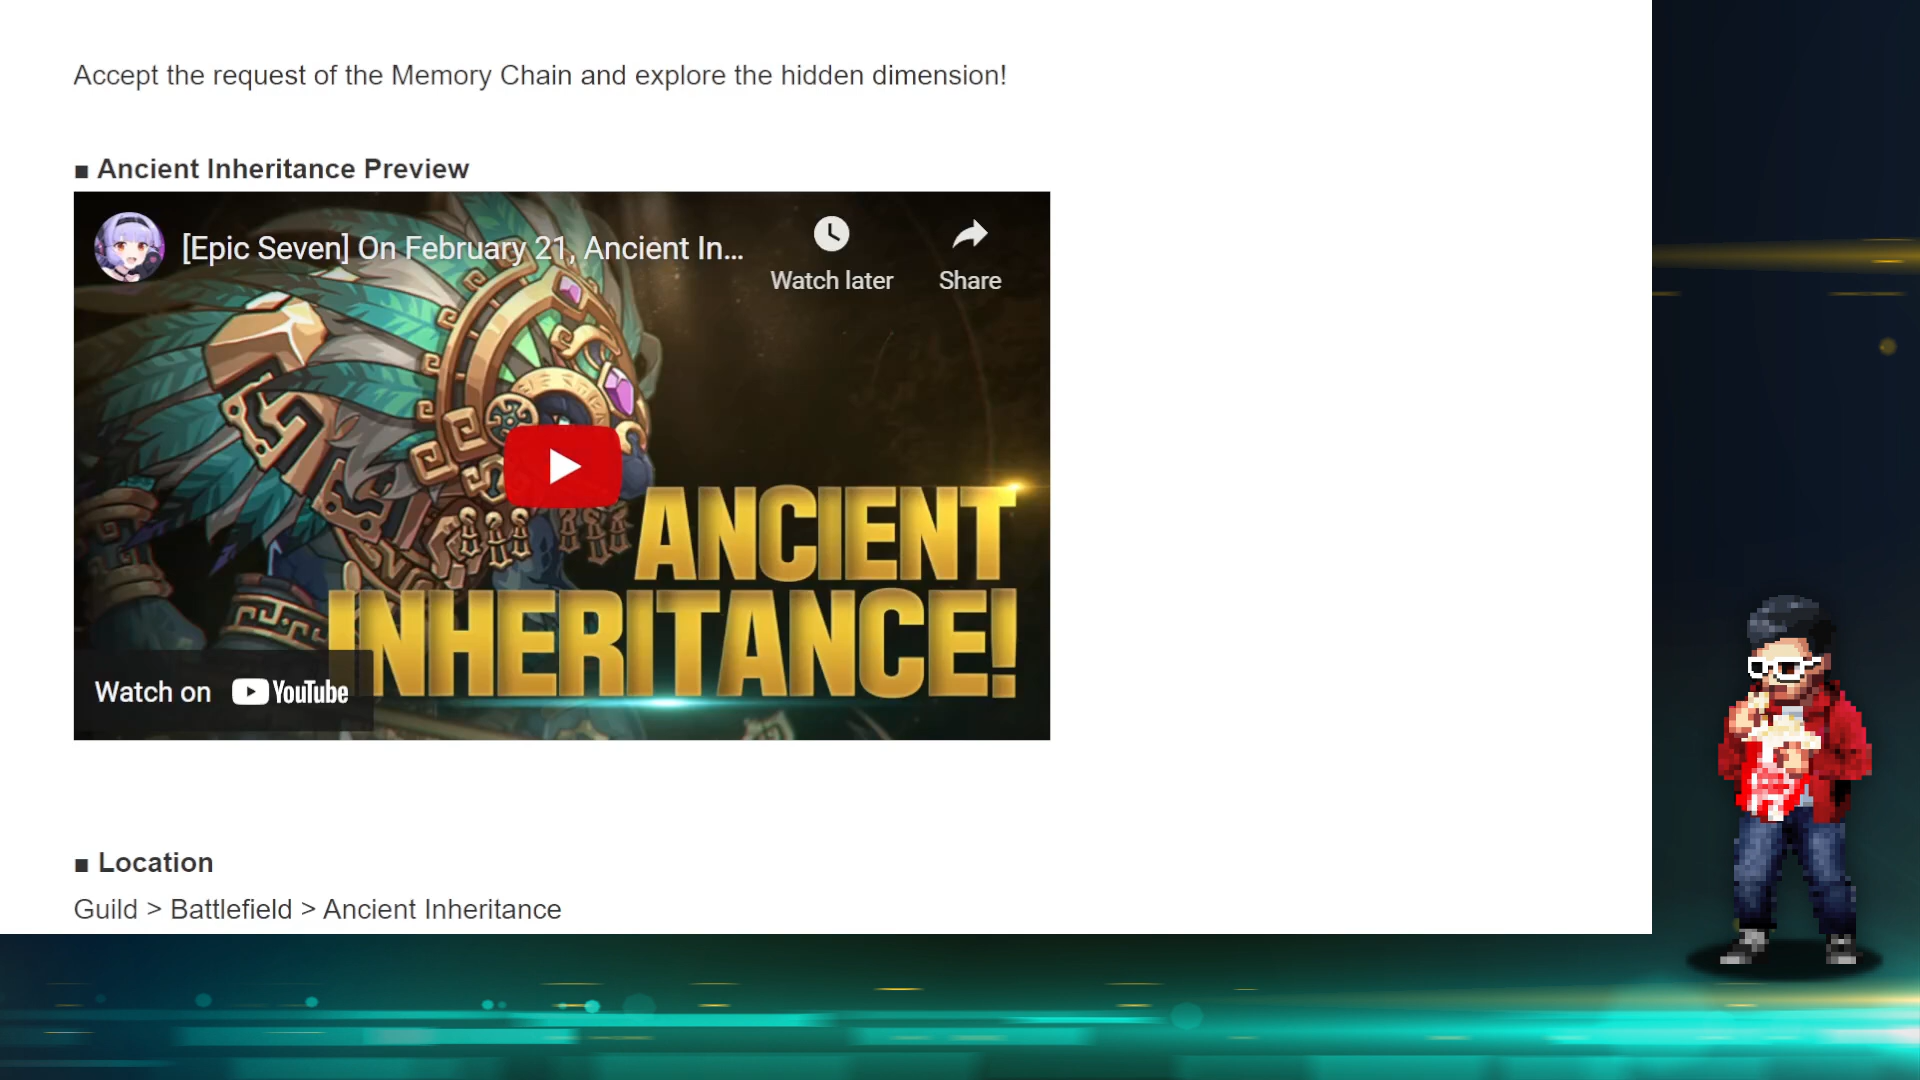 Accept the request of the Memory Chain and explore the hidden dimension!
■ Ancient Inheritance Preview
[Epic Seven] On February 21, Ancient In...
Watch later
Share
ANCIENT
INHERITANCE!
Watch on YouTube
■ Location
Guild > Battlefield > Ancient Inheritance